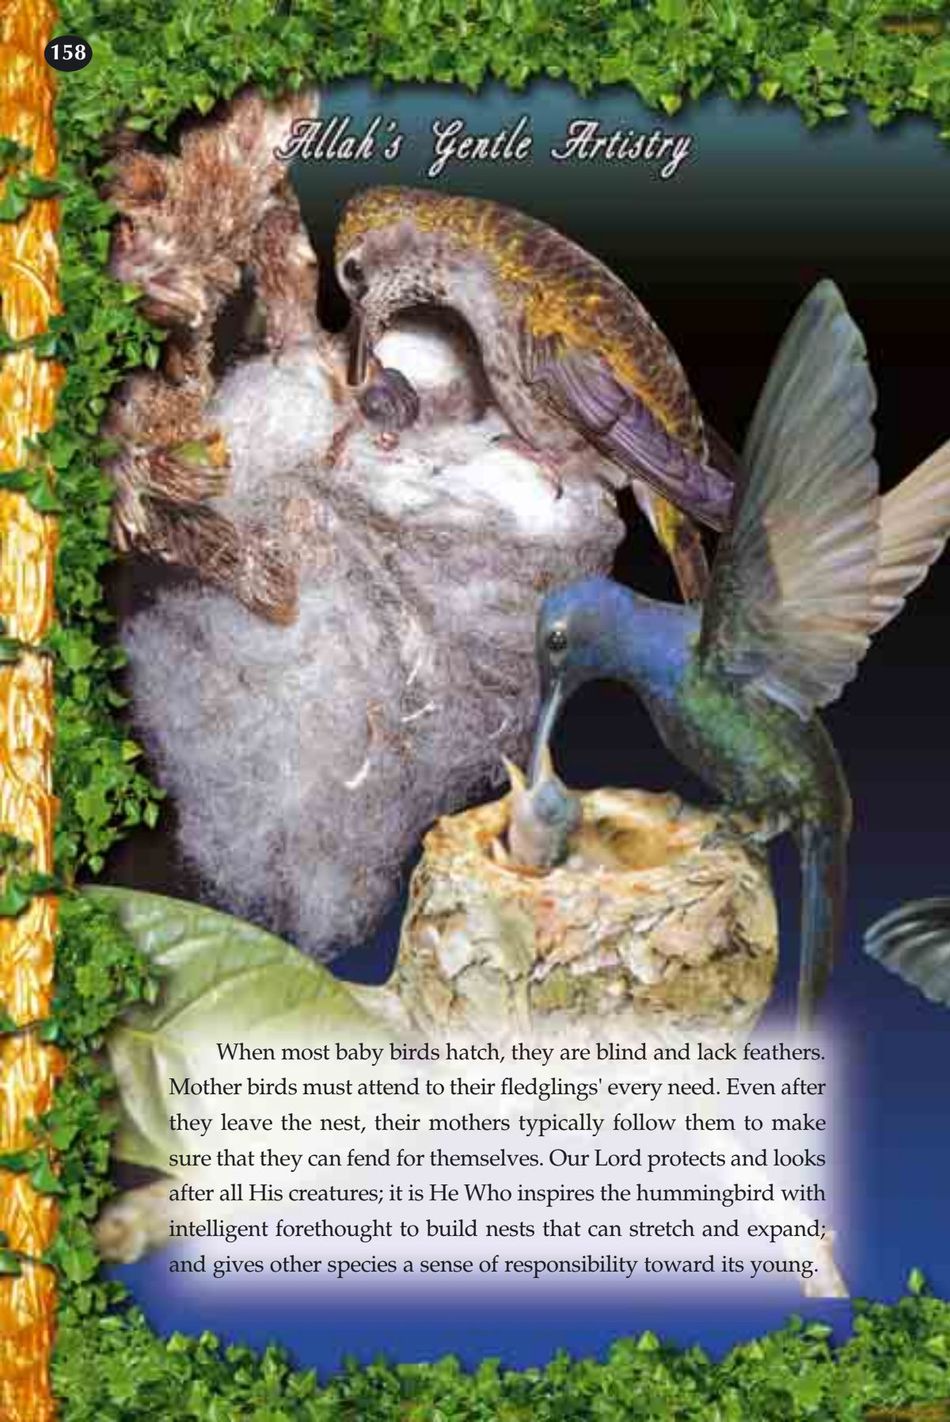 158
Allah's Gentle Artistry
When most baby birds hatch, they are blind and lack feathers.
Mother birds must attend to their fledglings' every need. Even after
they leave the nest, their mothers typically follow them to make
sure that they can fend for themselves. Our Lord protects and looks
after all His creatures; it is He Who inspires the hummingbird with
intelligent forethought to build nests that can stretch and expand;
and gives other species a sense of responsibility toward its young.